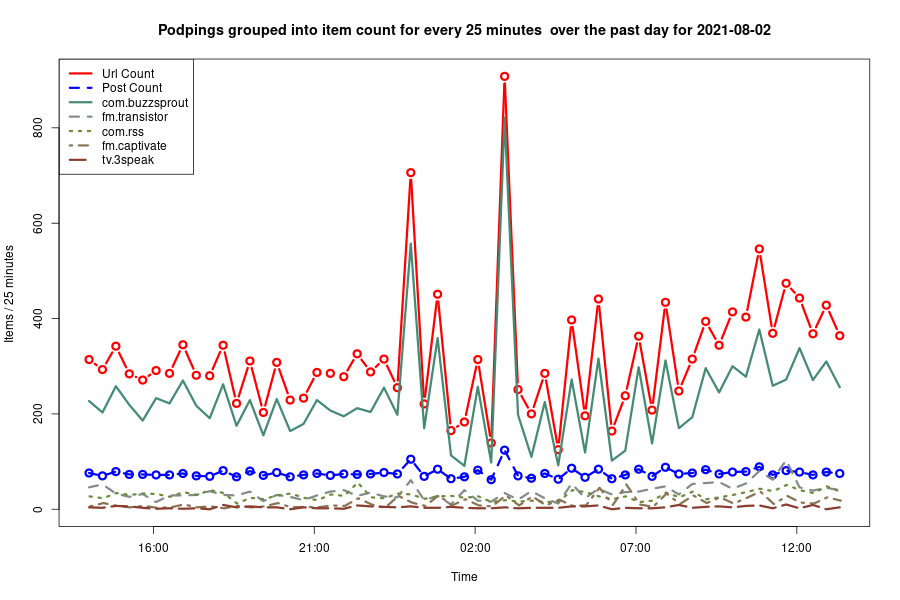 Podpings grouped into item count for every 25 minutes  over the past day for 2021-08-02
Url Count
Post Count
com.buzzsprout
fm.transistor
com.rss
fm.captivate
tv.3speak
Items / 25 minutes
800
600
400
200
0
16:00 21:00 02:00 07:00 12:00
Time